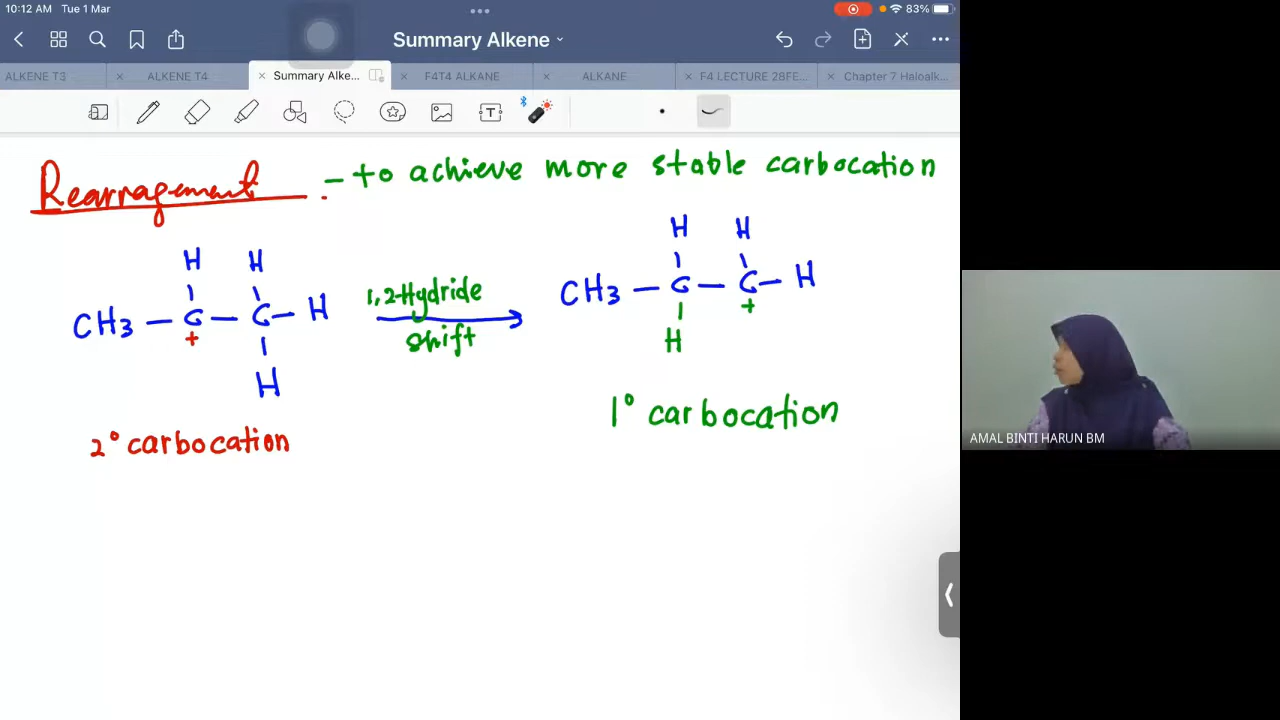 10:12 AM Tue 1 Mar
83%
Summary Alkene
ALKENE T3
ALKENE T4
Summary Alke...
F4T4 ALKANE
ALKANE
F4 LECTURE 28FE...
Chapter 7 Haloalk...
T
Rearragement : - to achieve more stable carbocation
H H
CH3 - C - C - H
+
H
1,2-Hydride
shift
H H
CH3 - C - C - H
+
H
2° carbocation
1° carbocation
AMAL BINTI HARUN BM